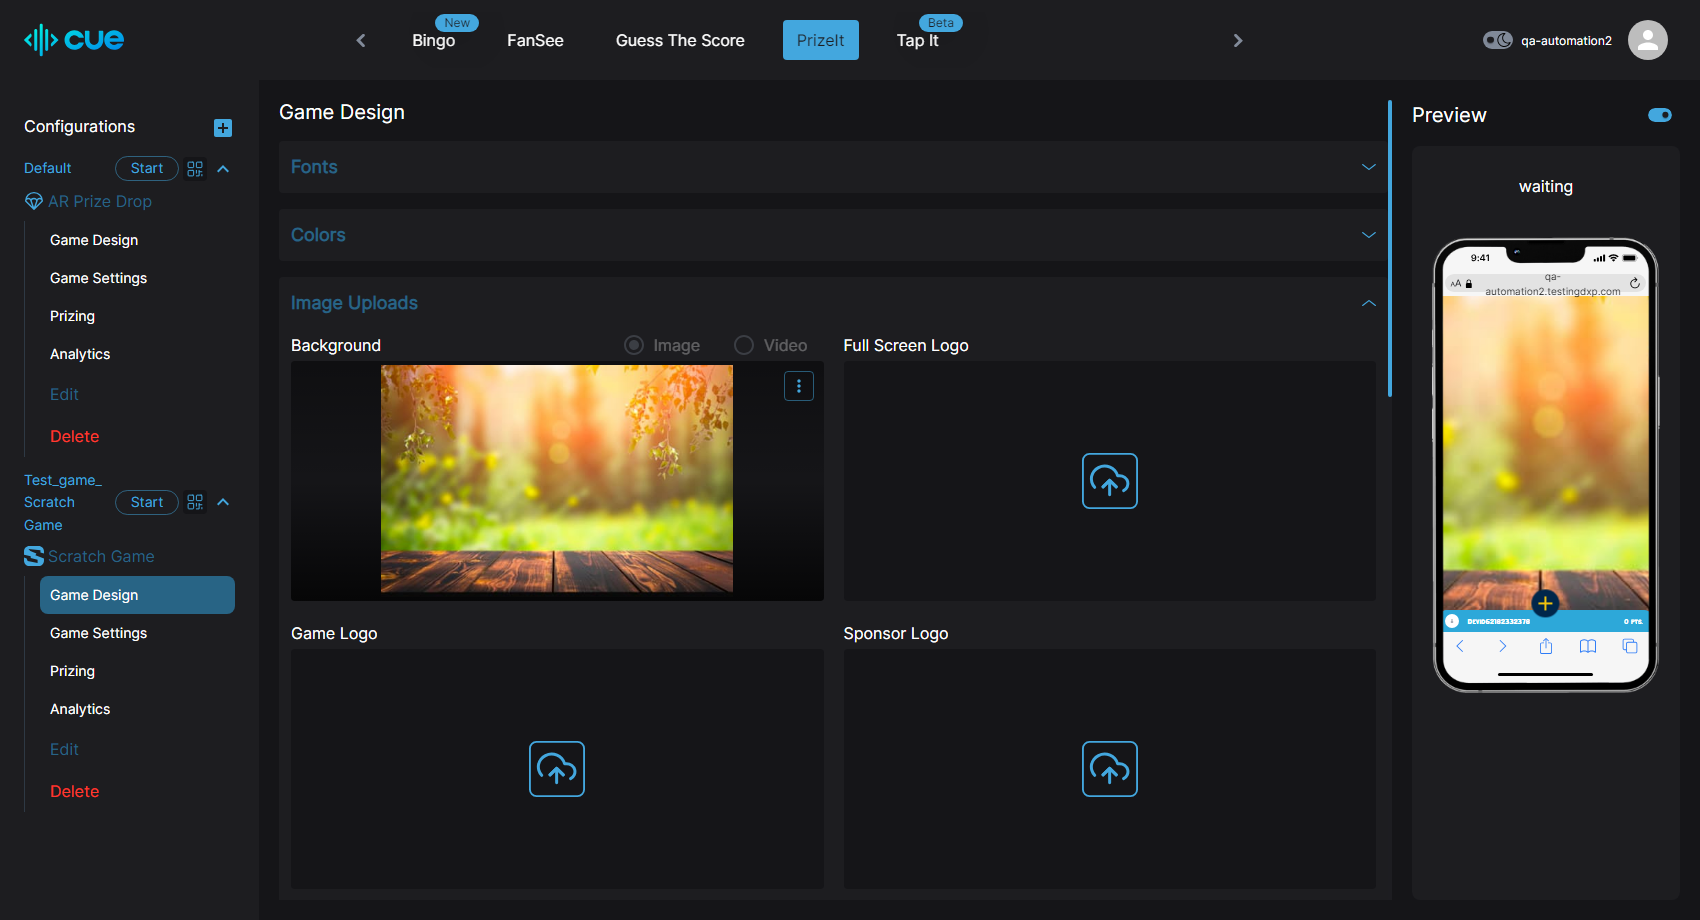 cue
New
Bingo
FanSee
Guess The Score
PrizeIt
Beta
Tap It
qa-automation2
Configurations
Default
Start
AR Prize Drop
Game Design
Game Settings
Prizing
Analytics
Edit
Delete
Test_game_
Scratch
Game
Start
Scratch Game
Game Design
Game Settings
Prizing
Analytics
Edit
Delete
Game Design
Fonts
Colors
Image Uploads
Background
Image
Video
Full Screen Logo
Game Logo
Sponsor Logo
Preview
waiting
9:41
AA
qa-
automation2.testingdxp.com
0 PTS.